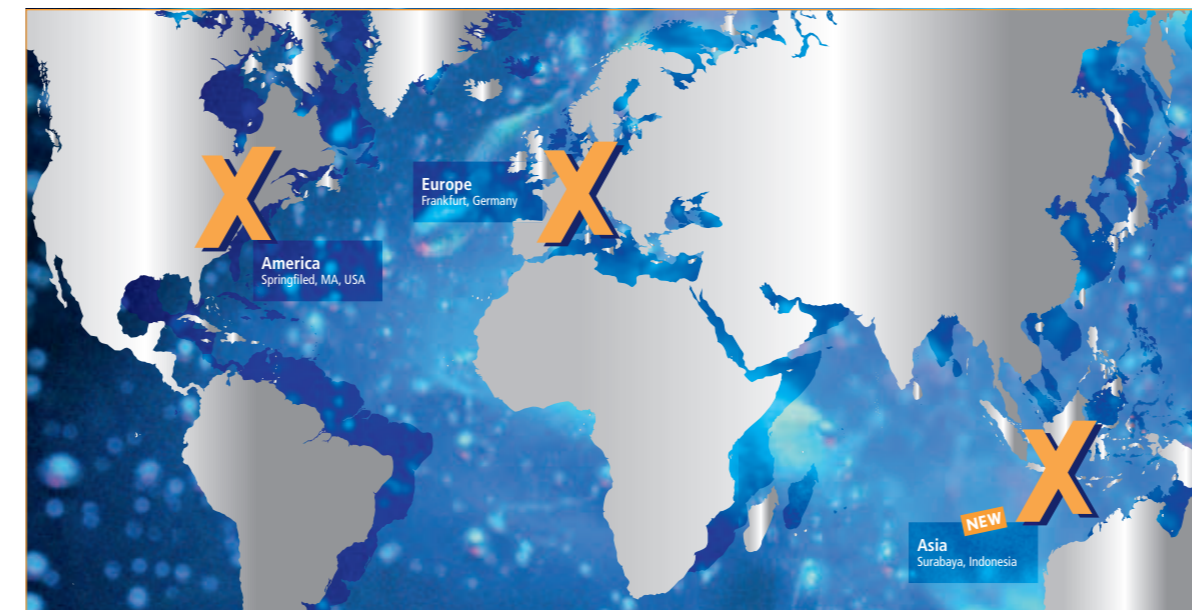 Europe
Frankfurt, Germany
America
Springfiled, MA, USA
NEW
Asia
Surabaya, Indonesia